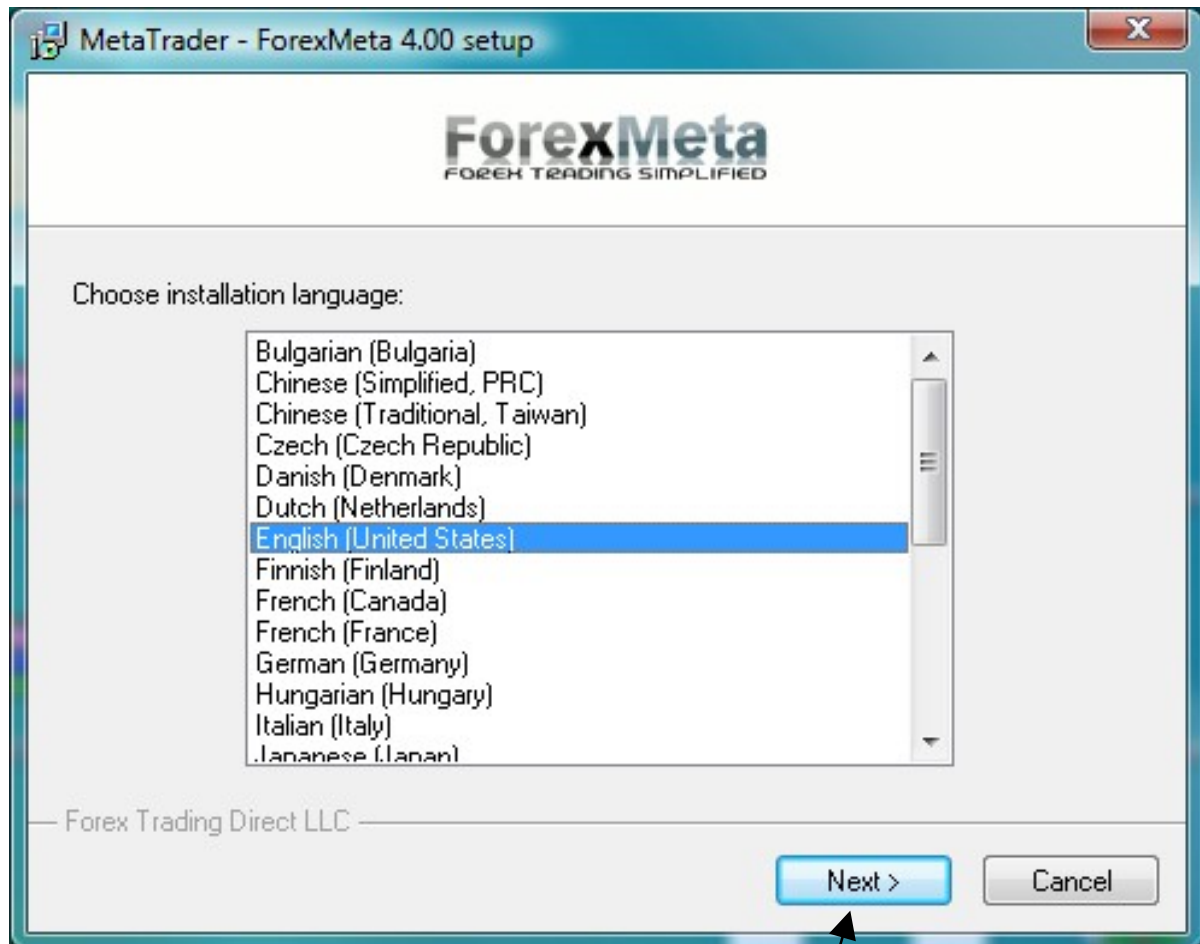 MetaTrader - ForexMeta 4.00 setup
ForexMeta
FOREX TRADING SIMPLIFIED
Choose installation language:
Bulgarian (Bulgaria)
Chinese (Simplified, PRC)
Chinese (Traditional, Taiwan)
Czech (Czech Republic)
Danish (Denmark)
Dutch (Netherlands)
English (United States)
Finnish (Finland)
French (Canada)
French (France)
German (Germany)
Hungarian (Hungary)
Italian (Italy)
Japanese (Japan)
Forex Trading Direct LLC
Next > Cancel